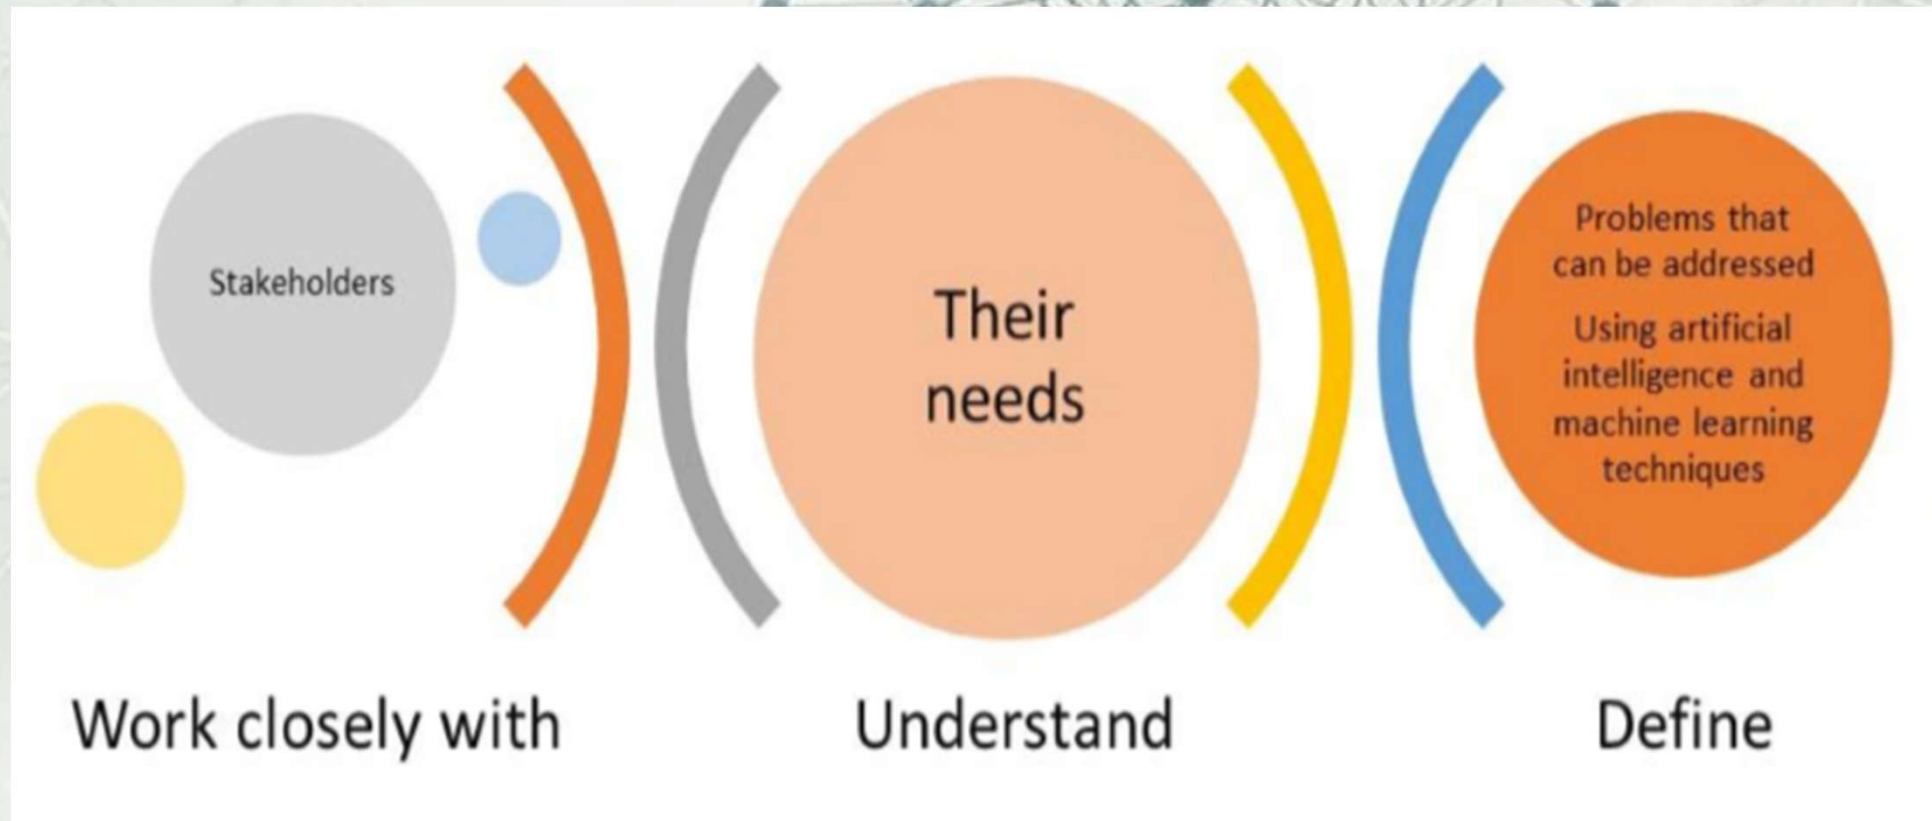 Stakeholders
Their
needs
Problems that
can be addressed
Using artificial
intelligence and
machine learning
techniques
Work closely with
Understand
Define